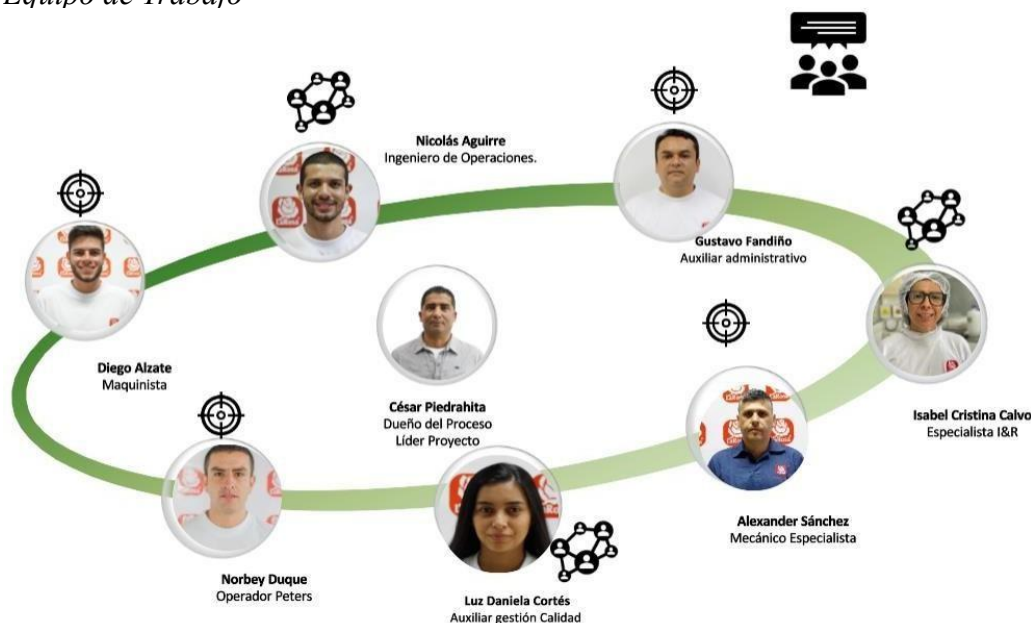 Equipo de Trabajo
Nicolás Aguirre
Ingeniero de Operaciones.
Gustavo Fandiño
Auxiliar administrativo
Diego Alzate
Maquinista
César Piedrahita
Dueño del Proceso
Líder Proyecto
Isabel Cristina Calvo
Especialista I&R
Alexander Sánchez
Mecánico Especialista
Norbey Duque
Operador Peters
Luz Daniela Cortés
Auxiliar gestión Calidad